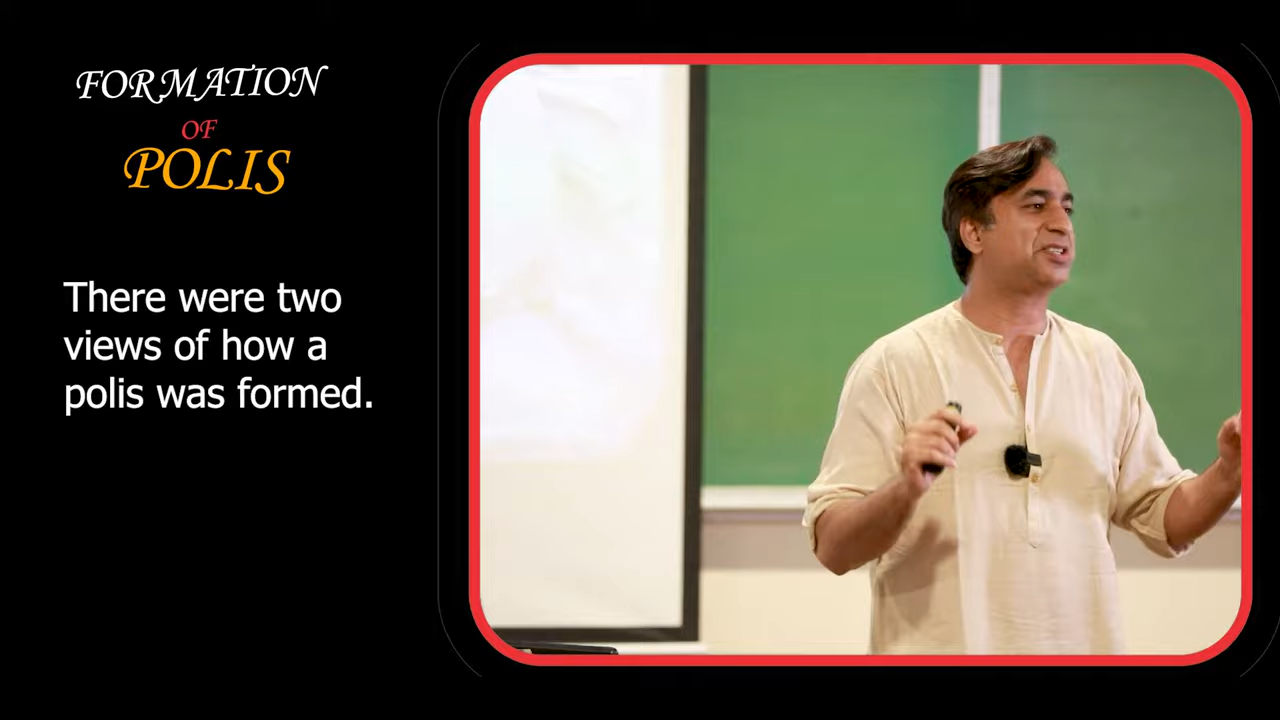 FORMATION
OF
POLIS
There were two
views of how a
polis was formed.